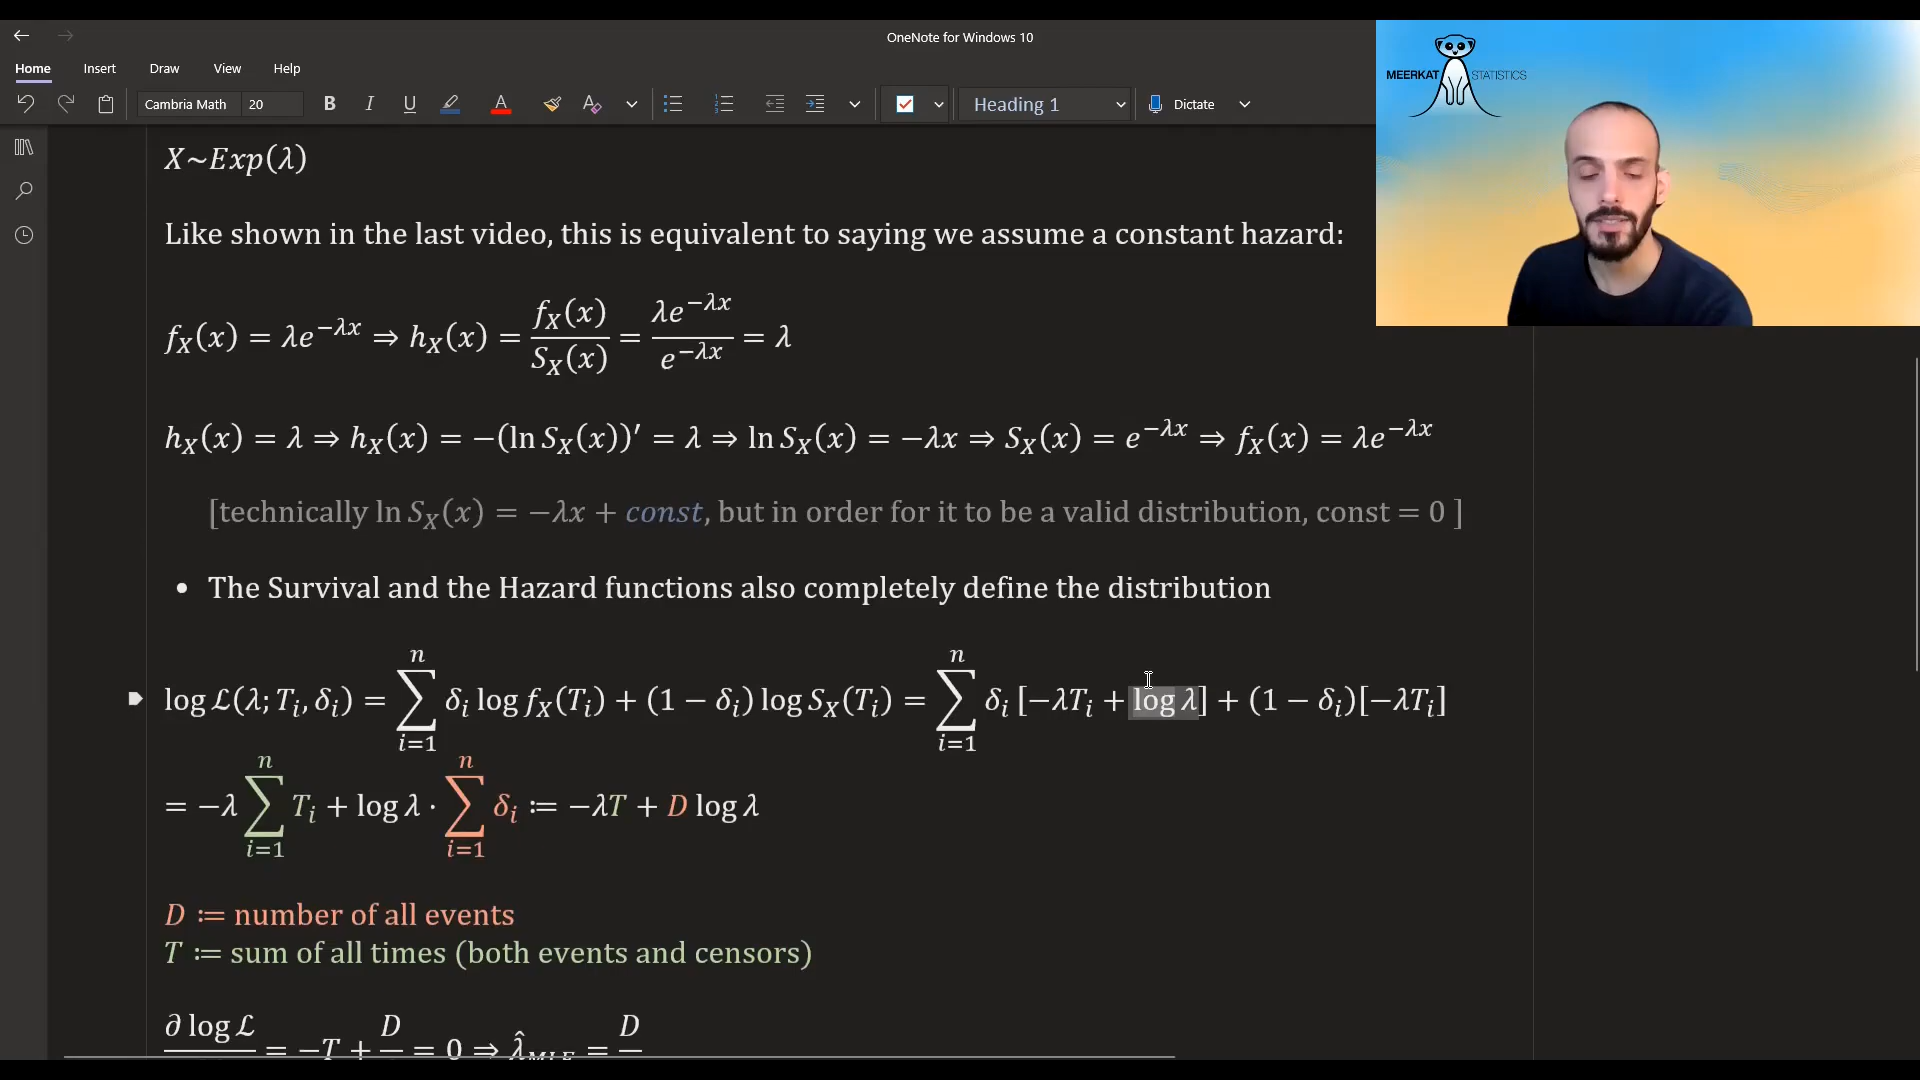 OneNote for Windows 10
Home Insert Draw View Help
Cambria Math 20 B I U A A Heading 1 Dictate
MEERKAT STATISTICS
X~Exp(λ)
Like shown in the last video, this is equivalent to saying we assume a constant hazard:
f_X(x) = λe^{−λx} ⇒ h_X(x) = f_X(x)/S_X(x) = λe^{−λx}/e^{−λx} = λ
h_X(x) = λ ⇒ h_X(x) = −(ln S_X(x))′ = λ ⇒ ln S_X(x) = −λx ⇒ S_X(x) = e^{−λx} ⇒ f_X(x) = λe^{−λx}
[technically ln S_X(x) = −λx + const, but in order for it to be a valid distribution, const = 0 ]
• The Survival and the Hazard functions also completely define the distribution
log ℒ(λ; T_i, δ_i) = ∑_{i=1}^{n} δ_i log f_X(T_i) + (1 − δ_i) log S_X(T_i) = ∑_{i=1}^{n} δ_i [−λT_i + log λ] + (1 − δ_i)[−λT_i]
= −λ ∑_{i=1}^{n} T_i + log λ · ∑_{i=1}^{n} δ_i ≔ −λT + D log λ
D ≔ number of all events
T ≔ sum of all times (both events and censors)
∂ log ℒ = −T + D = 0 ⇒ λ̂_{MLE} = D